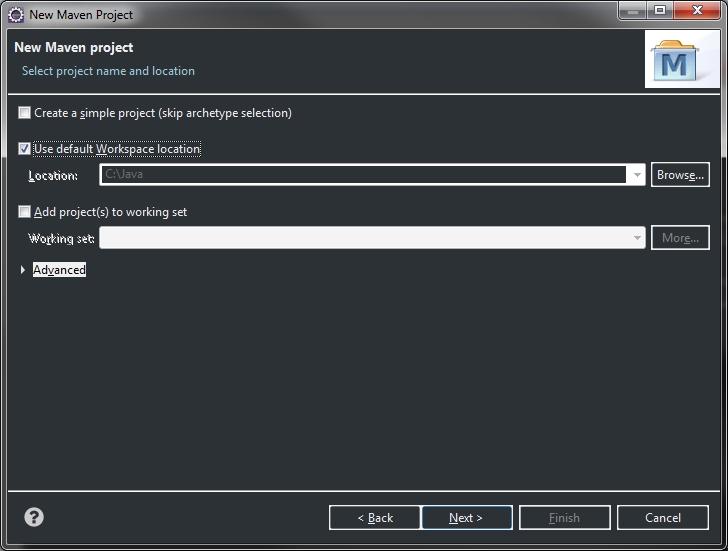 New Maven Project
New Maven project
Select project name and location
M
Create a simple project (skip archetype selection)
Use default Workspace location
Location: C:\Java Browse...
Add project(s) to working set
Working set: More...
Advanced
? < Back Next > Finish Cancel